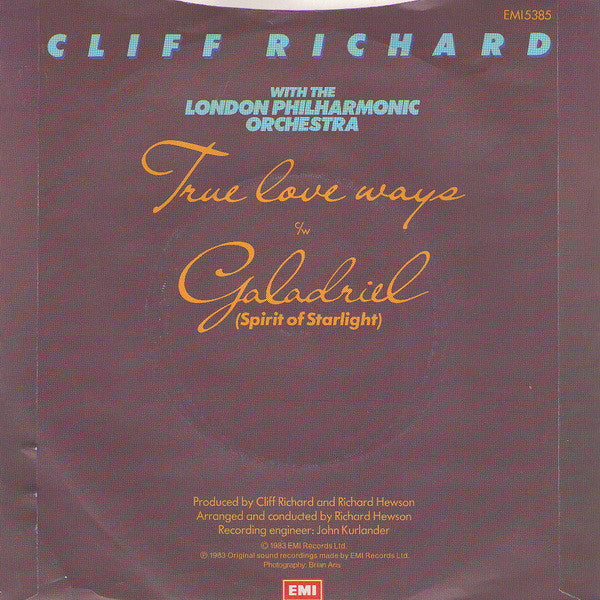 EMI5385
CLIFF RICHARD
WITH THE
LONDON PHILHARMONIC
ORCHESTRA
True love ways
c/w
Galadriel
(Spirit of Starlight)
Produced by Cliff Richard and Richard Hewson
Arranged and conducted by Richard Hewson
Recording engineer: John Kurlander
© 1983 EMI Records Ltd.
℗ 1983 Original sound recordings made by EMI Records Ltd.
Photography: Brian Aris
EMI